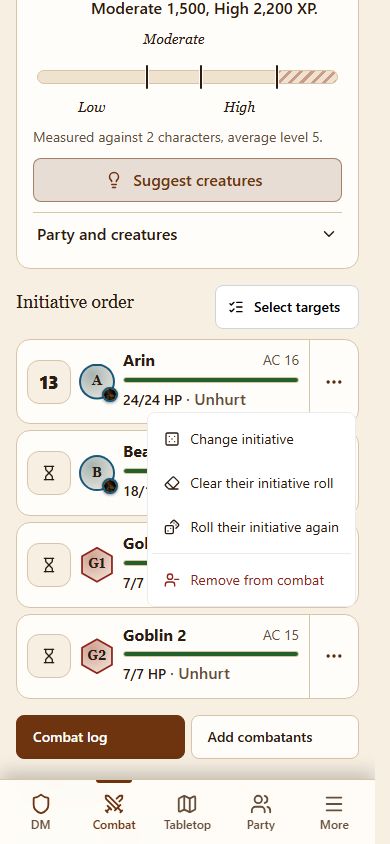 Moderate 1,500, High 2,200 XP.
Moderate
Low
High
Measured against 2 characters, average level 5.
Suggest creatures
Party and creatures
Initiative order
Select targets
13
A
Arin
AC 16
24/24 HP · Unhurt
Change initiative
Clear their initiative roll
Roll their initiative again
Remove from combat
B
G1
7/7
G2
Goblin 2
AC 15
7/7 HP · Unhurt
Combat log
Add combatants
DM
Combat
Tabletop
Party
More